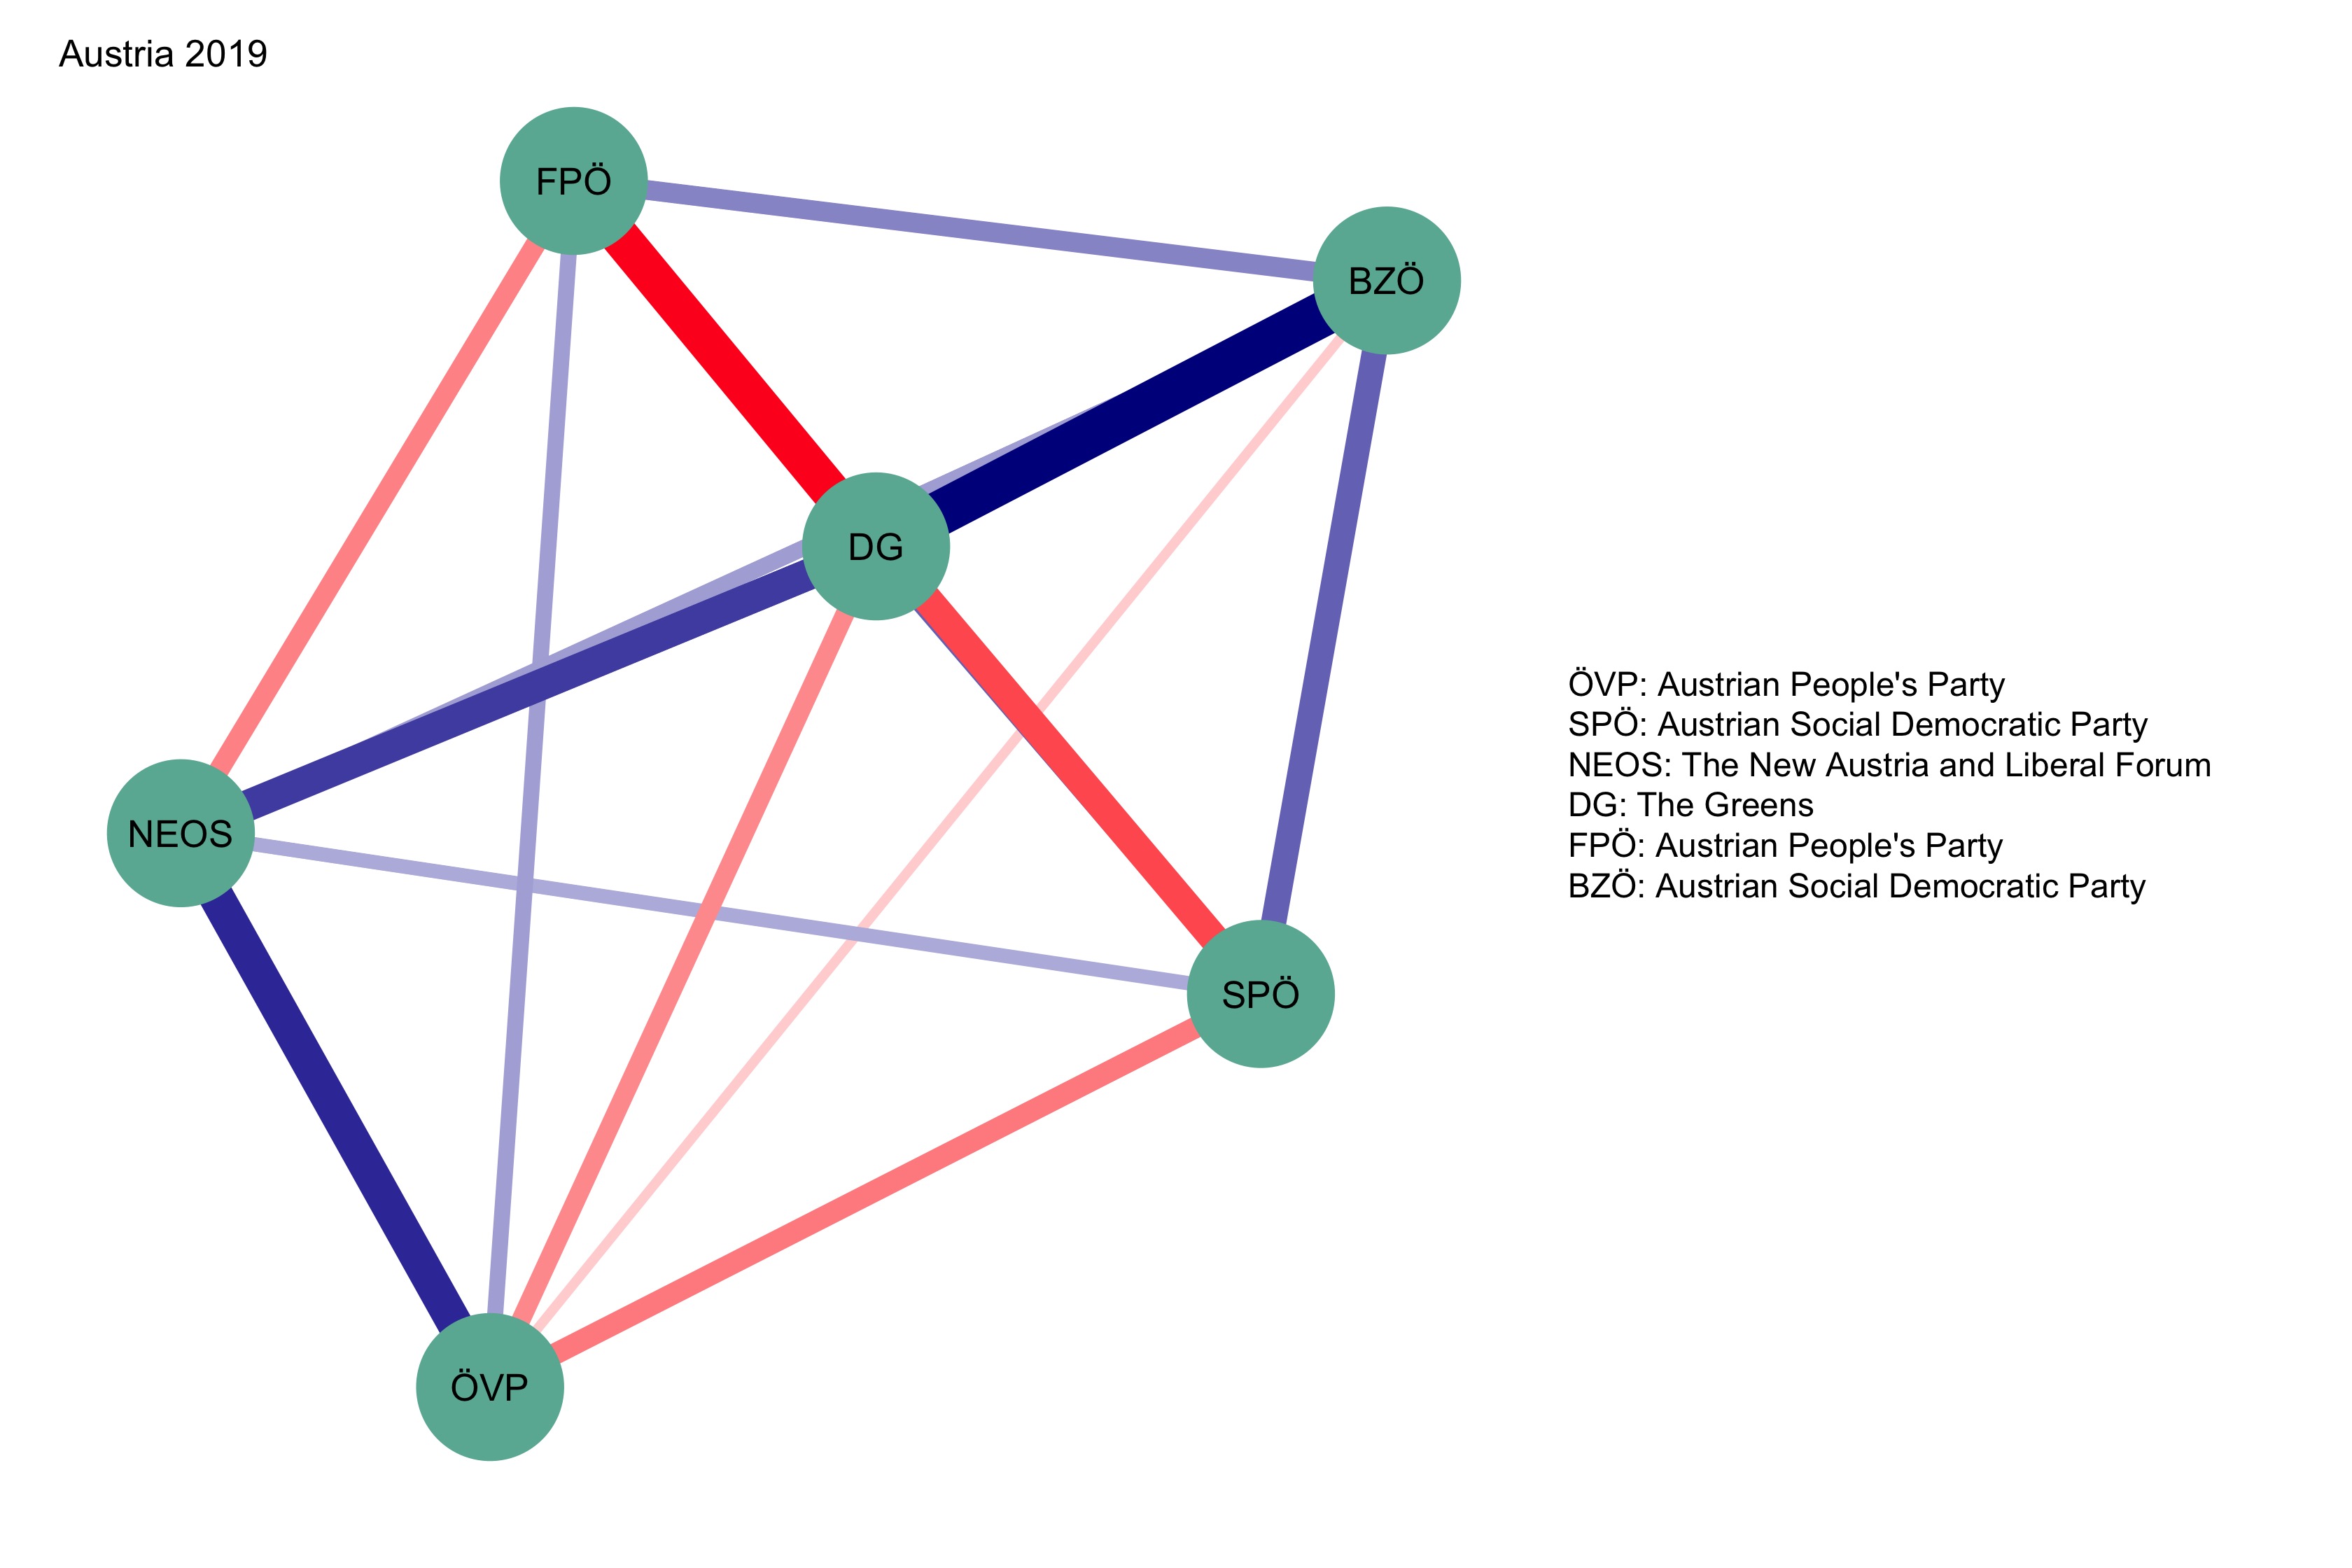 Austria 2019
FPÖ
BZÖ
DG
NEOS
SPÖ
ÖVP
ÖVP: Austrian People's Party
SPÖ: Austrian Social Democratic Party
NEOS: The New Austria and Liberal Forum
DG: The Greens
FPÖ: Austrian People's Party
BZÖ: Austrian Social Democratic Party